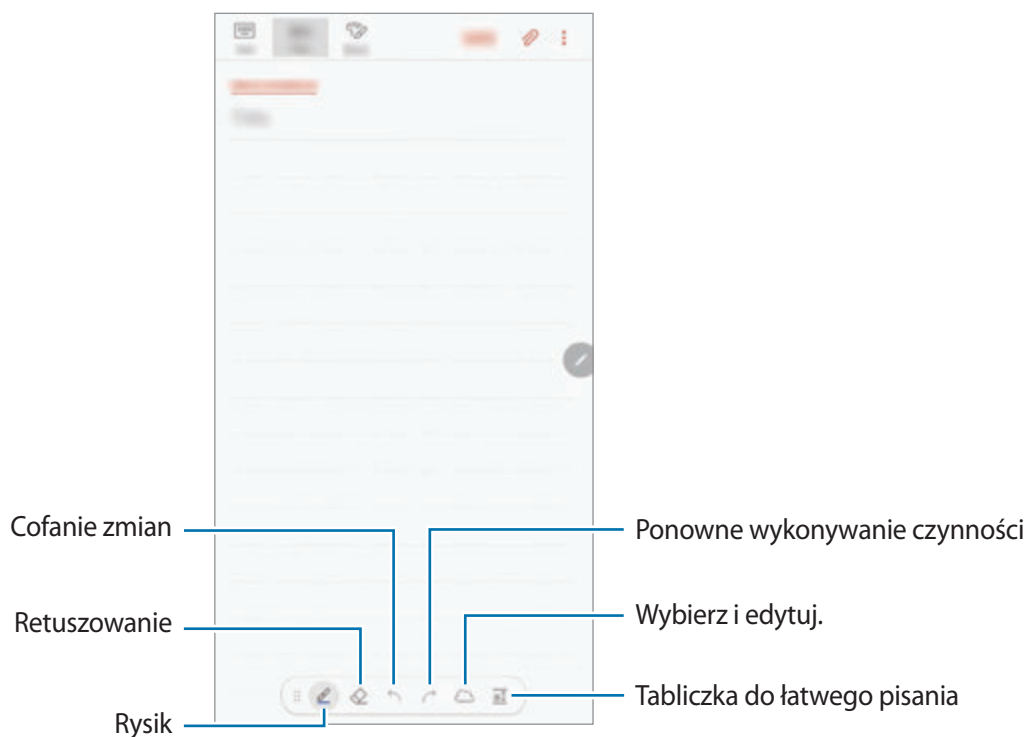 Cofanie zmian
Ponowne wykonywanie czynności
Retuszowanie
Wybierz i edytuj.
Tabliczka do łatwego pisania
Rysik